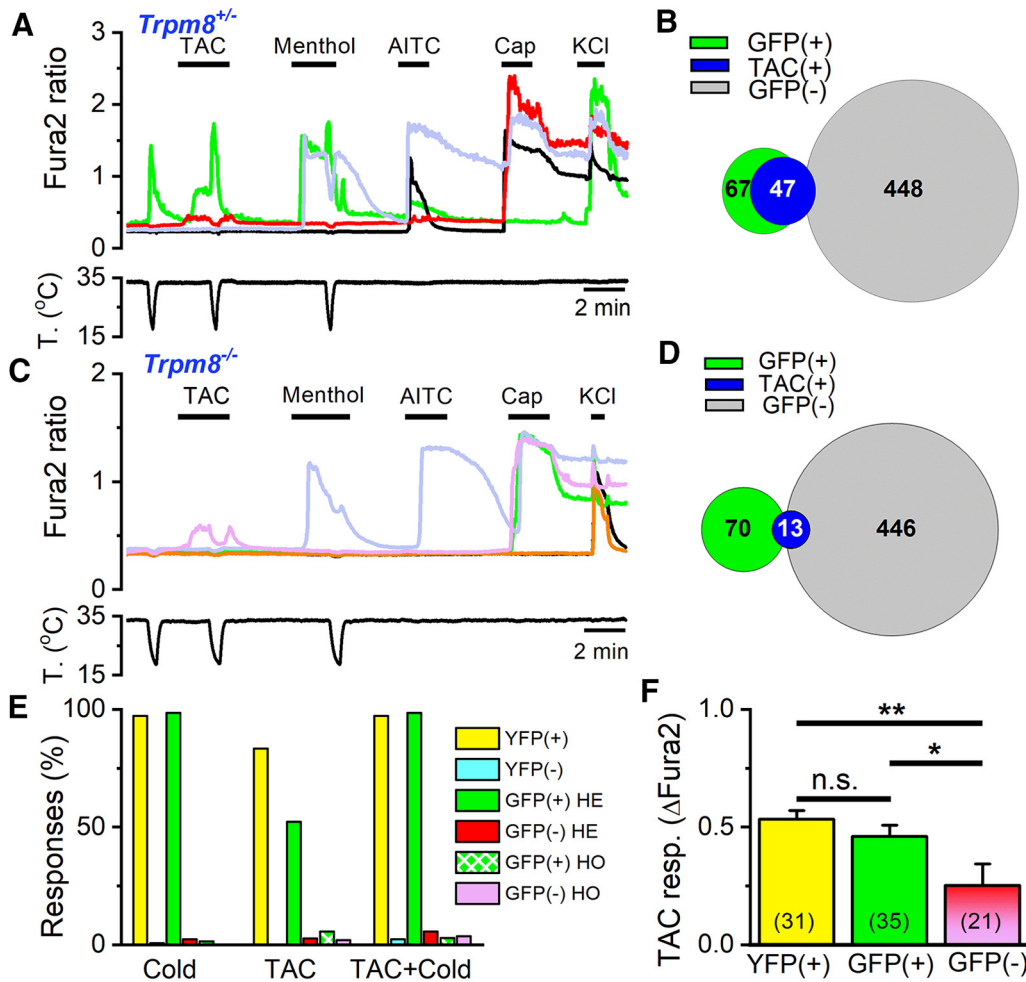 A
Trpm8+/-
TAC Menthol AITC Cap KCl
Fura2 ratio
3
2
1
0
T. (°C)
35
15
2 min
B
GFP(+)
TAC(+)
GFP(-)
67 47 448
C
Trpm8-/-
TAC Menthol AITC Cap KCl
Fura2 ratio
2
1
0
T. (°C)
35
15
2 min
D
GFP(+)
TAC(+)
GFP(-)
70 13 446
E
Responses (%)
100
50
0
Cold TAC TAC+Cold
YFP(+)
YFP(-)
GFP(+) HE
GFP(-) HE
GFP(+) HO
GFP(-) HO
F
TAC resp. (ΔFura2)
1.0
0.5
0.0
**
*
n.s.
(31) (35) (21)
YFP(+) GFP(+) GFP(-)